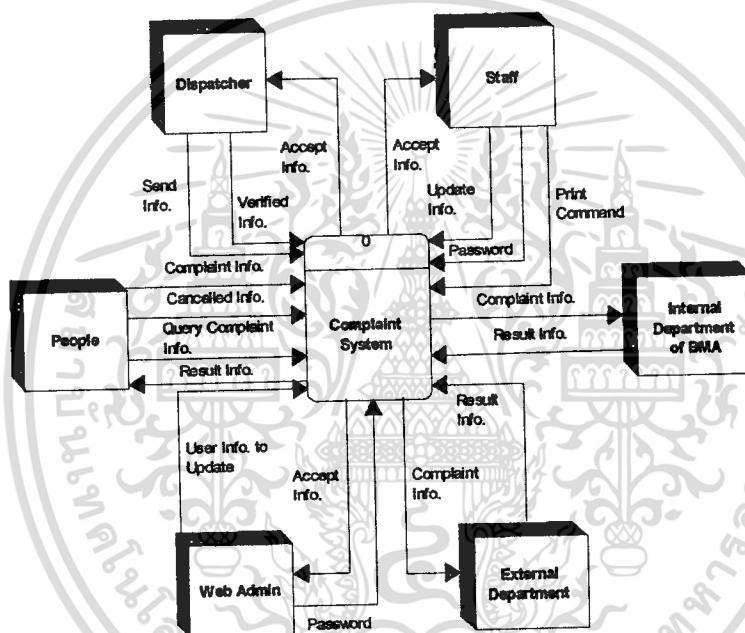 Dispatcher
Staff
Accept
Info.
Accept
Info.
Send
Info.
Verified
Info.
Update
Info.
Print
Command
0
Password
Complaint Info.
Cancelled Info.
Query Complaint
Info.
Result Info.
People
Complaint
System
Complaint Info.
Result Info.
Internal
Department
of BMA
Result
Info.
User Info. to
Update
Accept
Info.
Complaint
Info.
Web Admin
Password
External
Department